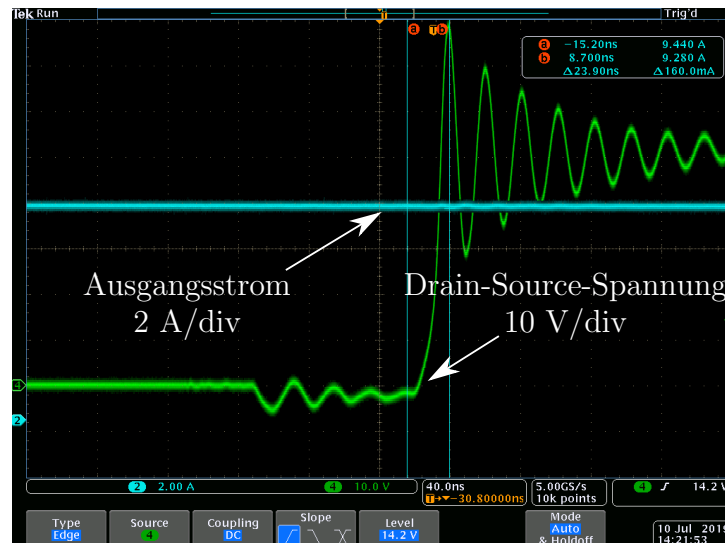 Tek Run
Trig'd
a
b
a -15.20ns 9.440 A
b 8.700ns 9.280 A
Δ23.90ns Δ160.0mA
Ausgangsstrom
2 A/div
Drain-Source-Spannung
10 V/div
4
2
2 2.00 A
4 10.0 V
40.0ns
T→▼-30.80000ns
5.00GS/s
10k points
4 14.2 V
Type
Edge
Source
4
Coupling
DC
Slope
Level
14.2 V
Mode
Auto
& Holdoff
10 Jul 2019
14:21:53